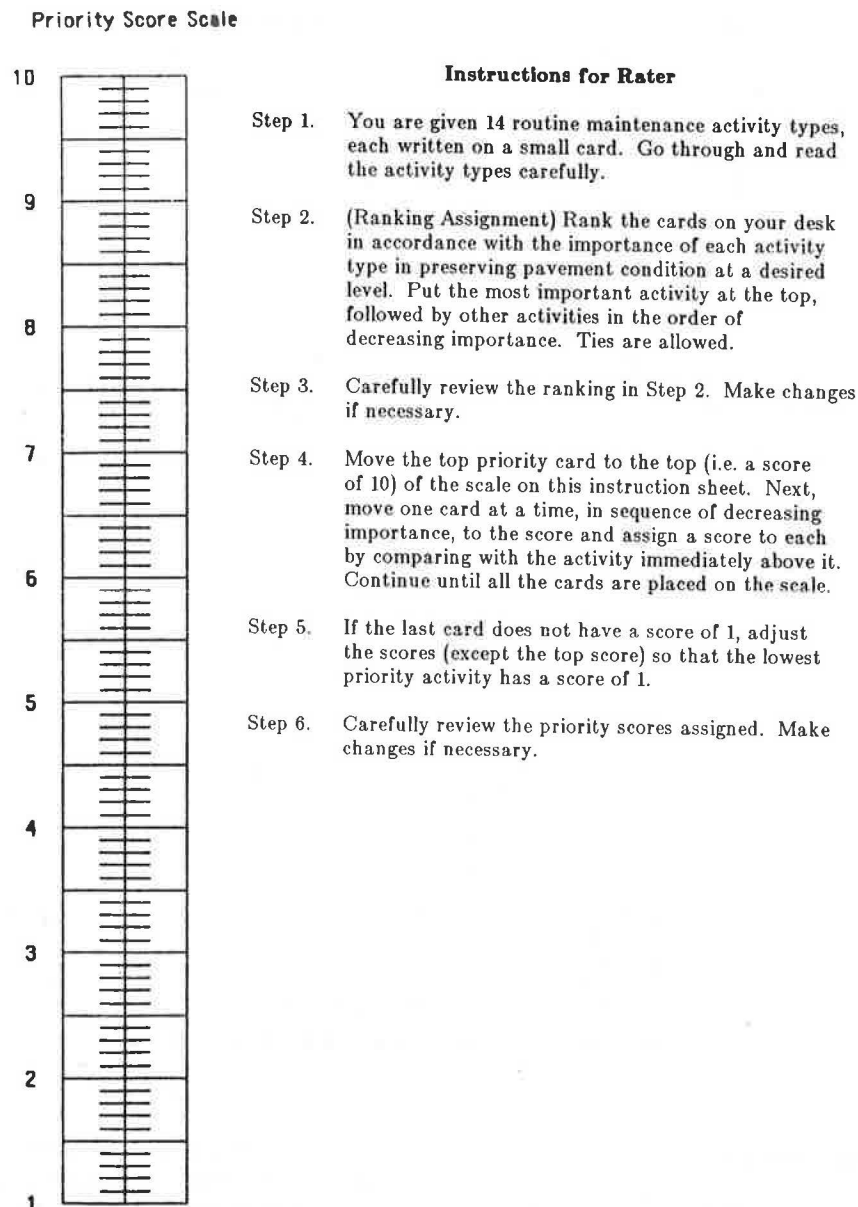 Priority Score Scale
10
9
8
7
6
5
4
3
2
1
Instructions for Rater
Step 1. You are given 14 routine maintenance activity types,
each written on a small card. Go through and read
the activity types carefully.
Step 2. (Ranking Assignment) Rank the cards on your desk
in accordance with the importance of each activity
type in preserving pavement condition at a desired
level. Put the most important activity at the top,
followed by other activities in the order of
decreasing importance. Ties are allowed.
Step 3. Carefully review the ranking in Step 2. Make changes
if necessary.
Step 4. Move the top priority card to the top (i.e. a score
of 10) of the scale on this instruction sheet. Next,
move one card at a time, in sequence of decreasing
importance, to the score and assign a score to each
by comparing with the activity immediately above it.
Continue until all the cards are placed on the scale.
Step 5. If the last card does not have a score of 1, adjust
the scores (except the top score) so that the lowest
priority activity has a score of 1.
Step 6. Carefully review the priority scores assigned. Make
changes if necessary.